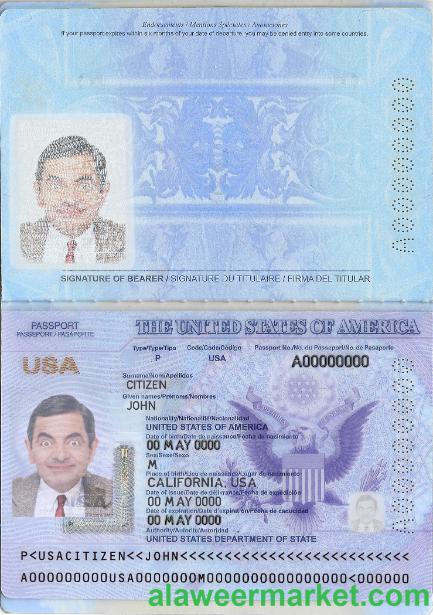 Endorsements / Mentions Spéciales / Anotaciones
If your passport expires within six months of your date of departure, you may be denied entry into some countries.
A00000000
SIGNATURE OF BEARER / SIGNATURE DU TITULAIRE / FIRMA DEL TITULAR
PASSPORT
PASSEPORT / PASAPORTE
THE UNITED STATES OF AMERICA
USA
Type/Type/Tipo Code/Code/Código Passport No./No. de Passeport/No. de Pasaporte
P USA A00000000
Surname/Nom/Apellidos
CITIZEN
Given names/Prénoms/Nombres
JOHN
Nationality/Nationalité/Nacionalidad
UNITED STATES OF AMERICA
Date of birth/Date de naissance/Fecha de nacimiento
00 MAY 0000
Sex/Sexe/Sexo
M
Place of birth/Lieu de naissance/Lugar de nacimiento
CALIFORNIA, USA
Date of issue/Date de délivrance/Fecha de expedición
00 MAY 0000
Date of expiration/Date d'expiration/Fecha de caducidad
00 MAY 0000
Authority/Autorité/Autoridad
UNITED STATES DEPARTMENT OF STATE
P<USACITIZEN<<JOHN<<<<<<<<<<<<<<<<<<<<<<<<<<
alaweermarket.com